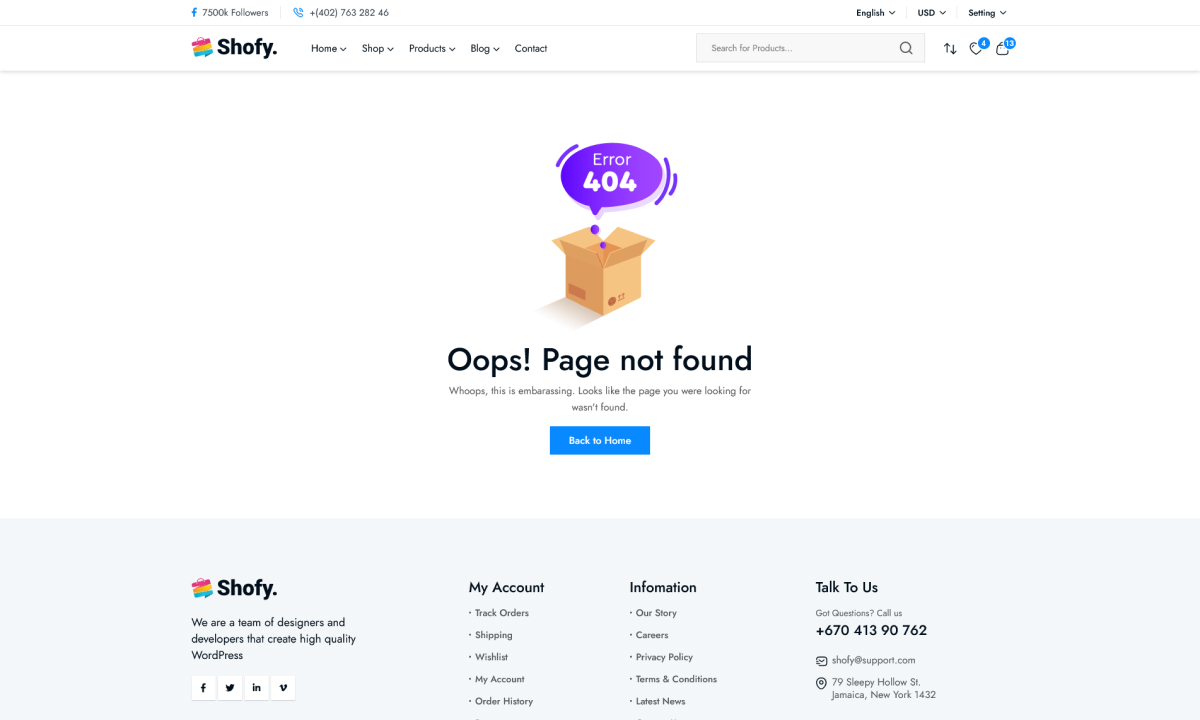 7500k Followers
+(402) 763 282 46
English
USD
Setting
Shofy.
Home
Shop
Products
Blog
Contact
Search for Products...
4
13
Error
404
Oops! Page not found
Whoops, this is embarassing. Looks like the page you were looking for
wasn't found.
Back to Home
Shofy.
We are a team of designers and
developers that create high quality
WordPress
My Account
· Track Orders
· Shipping
· Wishlist
· My Account
· Order History
Infomation
· Our Story
· Careers
· Privacy Policy
· Terms & Conditions
· Latest News
Talk To Us
Got Questions? Call us
+670 413 90 762
shofy@support.com
79 Sleepy Hollow St.
Jamaica, New York 1432